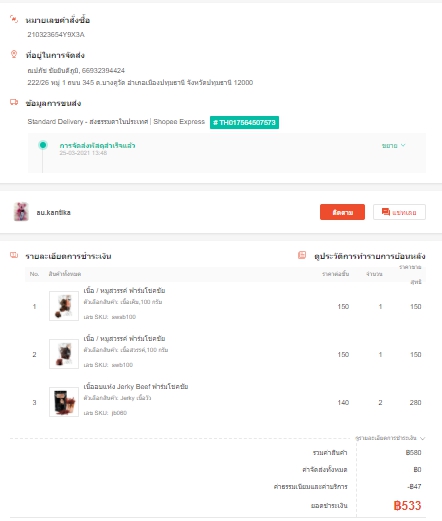 หมายเลขคำสั่งซื้อ
210323654Y9X3A
ที่อยู่ในการจัดส่ง
ณปภัช ชัยยันต์ภูมิ, 66932394424
222/26 หมู่ 1 ถนน 345 ต.บางคูวัด อำเภอเมืองปทุมธานี จังหวัดปทุมธานี 12000
ข้อมูลการขนส่ง
Standard Delivery - ส่งธรรมดาในประเทศ | Shopee Express # TH017564507573
การจัดส่งพัสดุสำเร็จแล้ว ขยาย
25-03-2021 13:48
au.kantika ติดตาม แชทเลย
รายละเอียดการชำระเงิน ดูประวัติการทำรายการย้อนหลัง
No. สินค้าทั้งหมด ราคาต่อชิ้น จำนวน ราคาขายสุทธิ
เนื้อ / หมูสวรรค์ ฟาร์มโชคชัย
1 ตัวเลือกสินค้า: เนื้อเค็ม,100 กรัม 150 1 150
เลข SKU: swab100
เนื้อ / หมูสวรรค์ ฟาร์มโชคชัย
2 ตัวเลือกสินค้า: เนื้อสวรรค์,100 กรัม 150 1 150
เลข SKU: swb100
เนื้ออบแห้ง Jerky Beef ฟาร์มโชคชัย
3 ตัวเลือกสินค้า: Jerky เนื้อวัว 140 2 280
เลข SKU: jb060
ดูรายละเอียดการชำระเงิน
รวมค่าสินค้า ฿580
ค่าจัดส่งทั้งหมด ฿0
ค่าธรรมเนียมและค่าบริการ -฿47
ยอดชำระเงิน ฿533